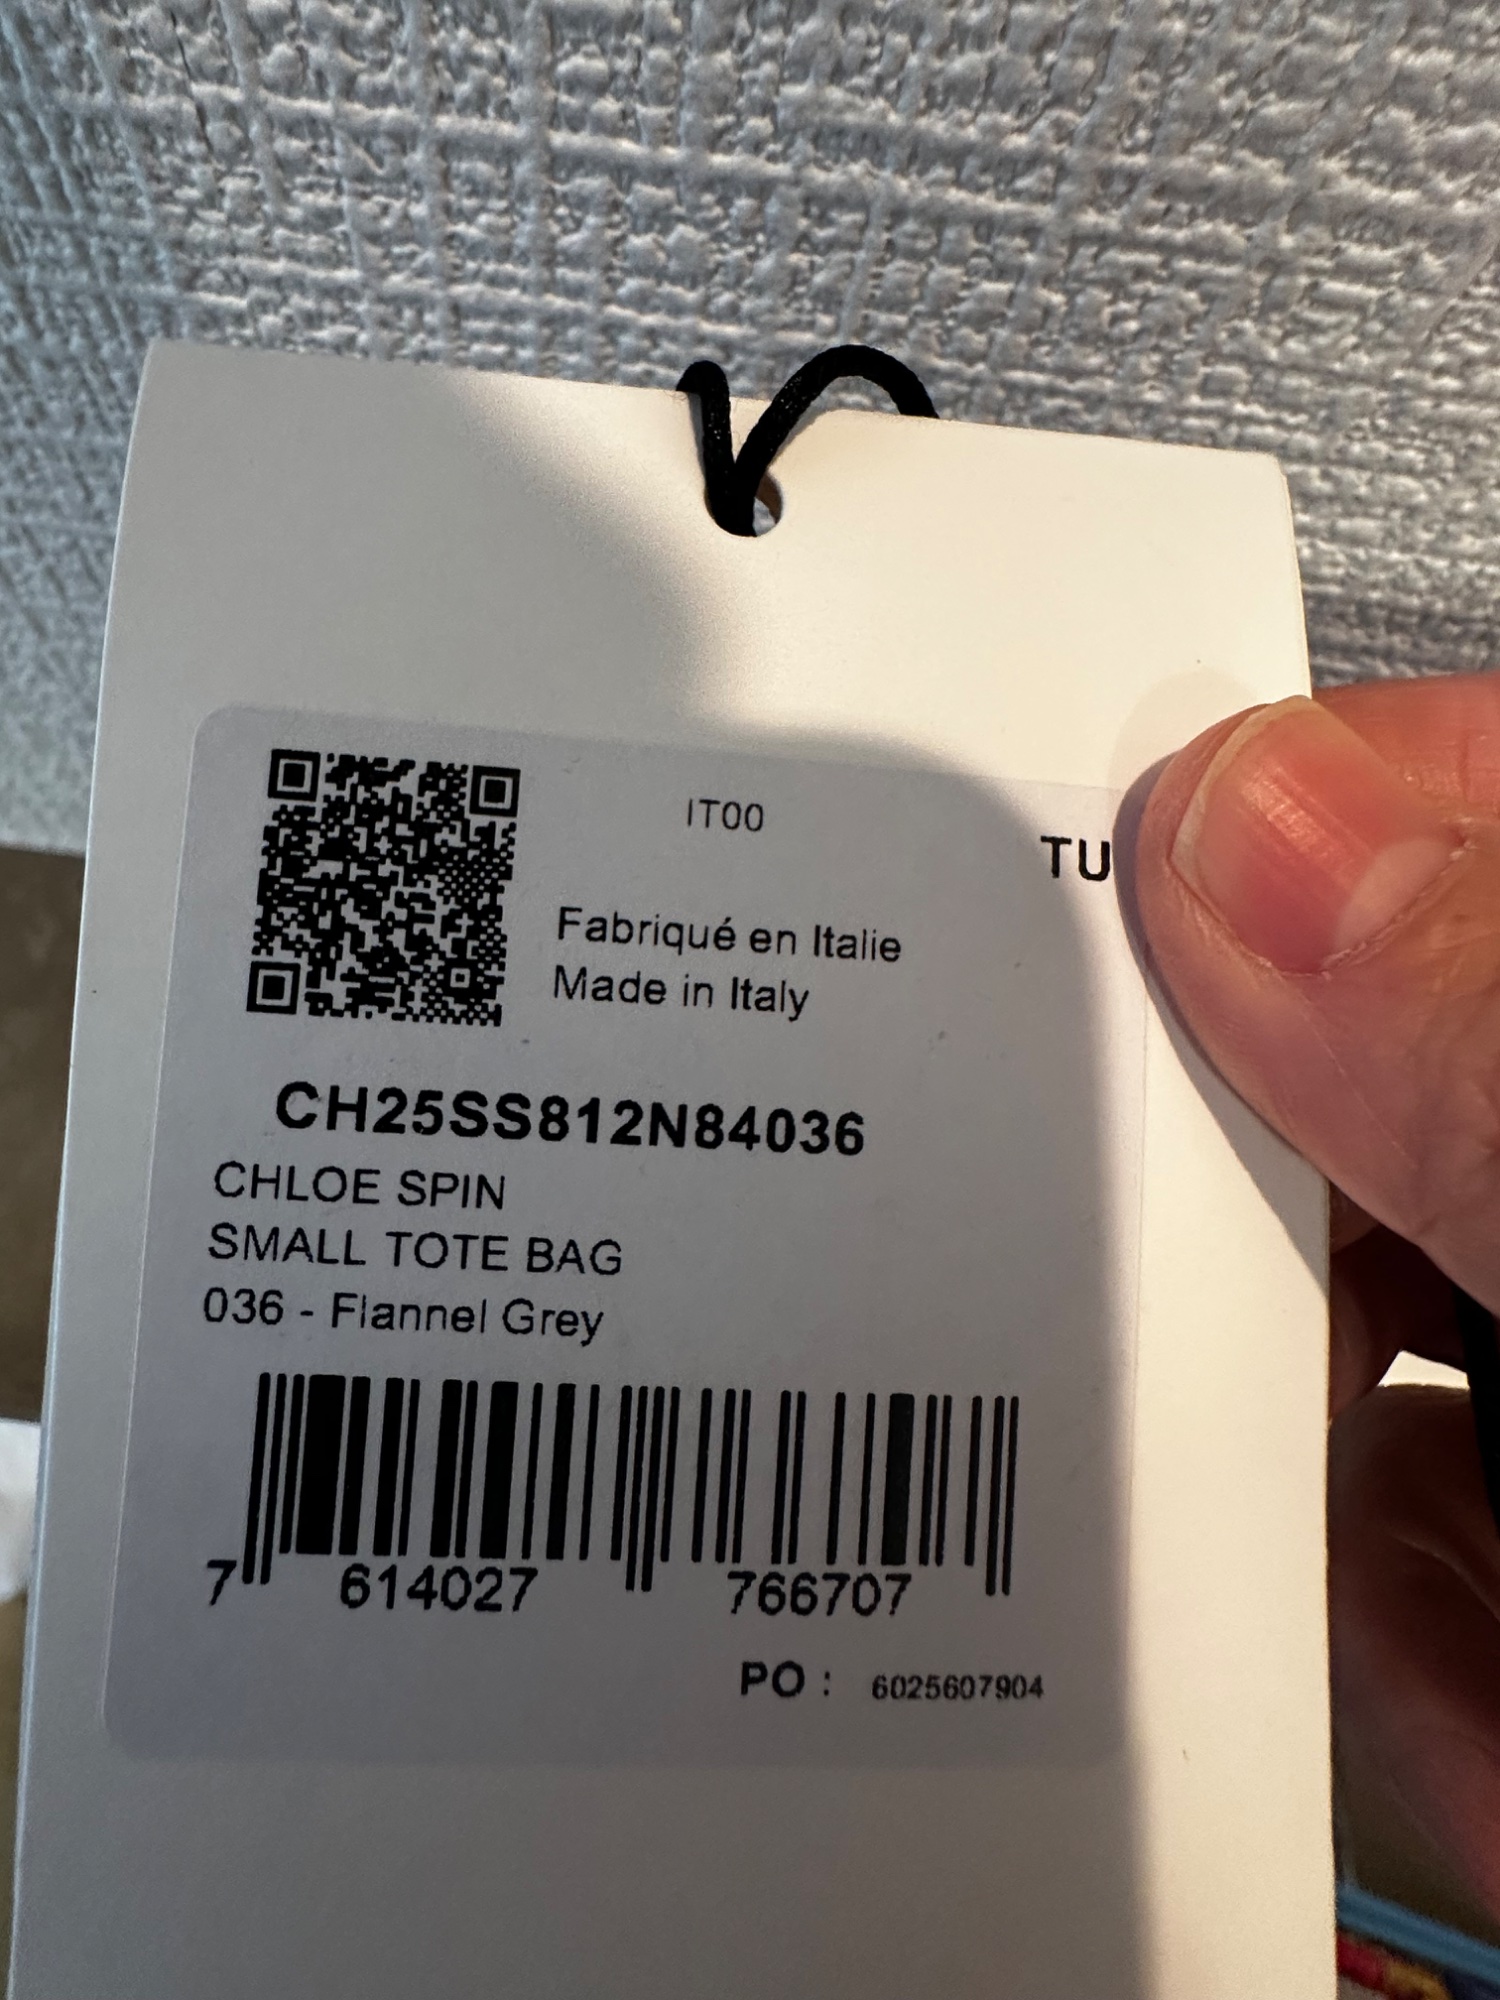 IT00
TU
Fabriqué en Italie
Made in Italy
CH25SS812N84036
CHLOE SPIN
SMALL TOTE BAG
036 - Flannel Grey
7 614027 766707
PO : 6025607904